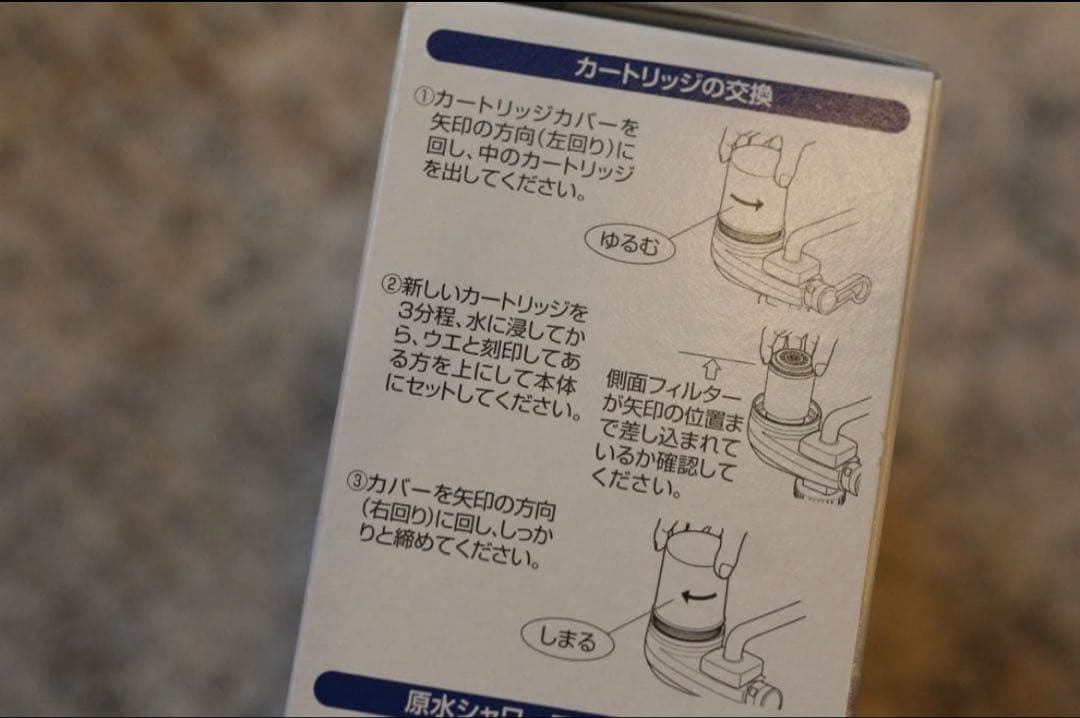 カートリッジの交換
①カートリッジカバーを
矢印の方向(左回り)に
回し、中のカートリッジ
を出してください。
ゆるむ
②新しいカートリッジを
3分程、水に浸してか
ら、ウエと刻印してあ
る方を上にして本体
にセットしてください。
側面フィルター
が矢印の位置ま
で差し込まれて
いるか確認して
ください。
③カバーを矢印の方向
(右回り)に回し、しっか
りと締めてください。
しまる
原水シャワー